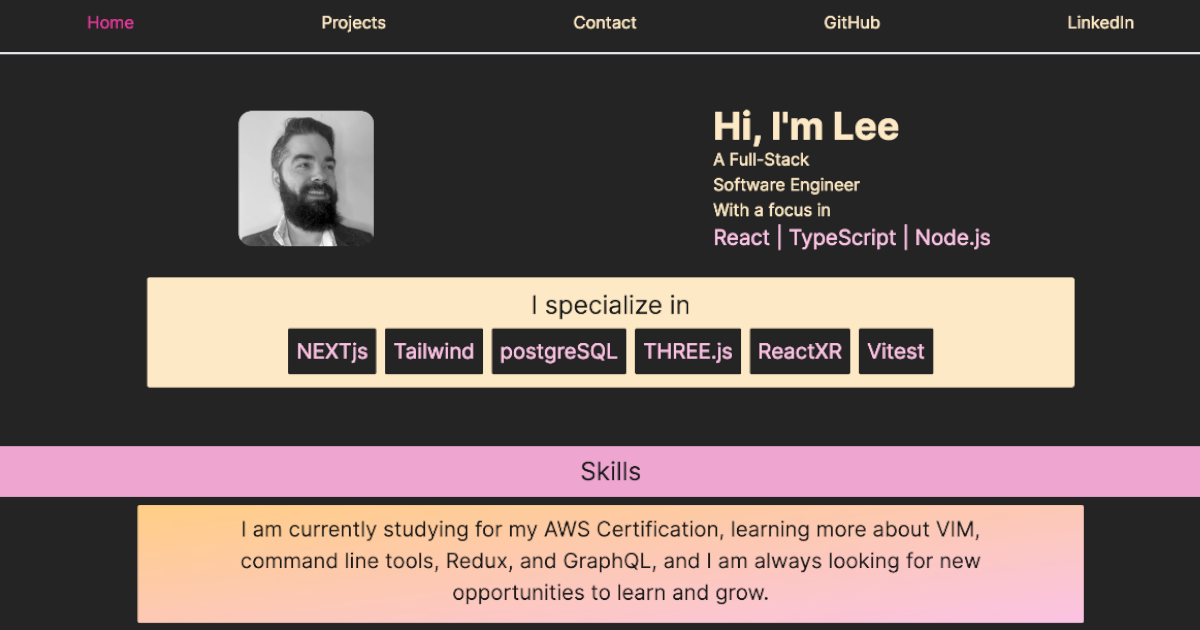 Home Projects Contact GitHub LinkedIn
Hi, I'm Lee
A Full-Stack
Software Engineer
With a focus in
React | TypeScript | Node.js
I specialize in
NEXTjs Tailwind postgreSQL THREE.js ReactXR Vitest
Skills
I am currently studying for my AWS Certification, learning more about VIM,
command line tools, Redux, and GraphQL, and I am always looking for new
opportunities to learn and grow.